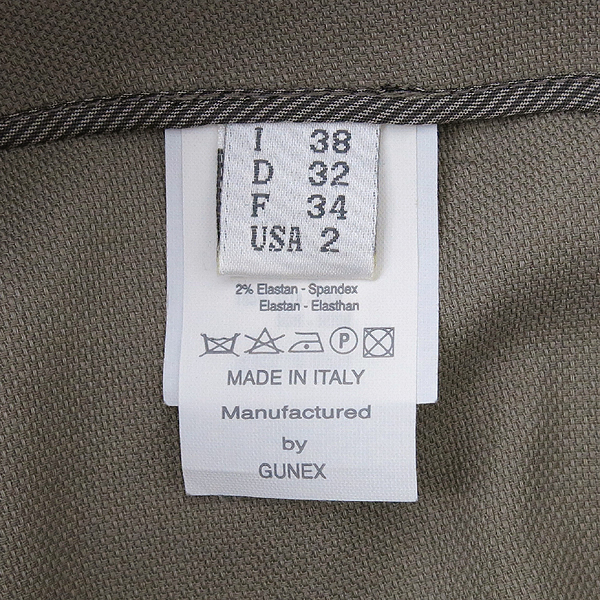 I 38
D 32
F 34
USA 2
2% Elastan - Spandex
Elastan - Elasthan
P
MADE IN ITALY
Manufactured
by
GUNEX